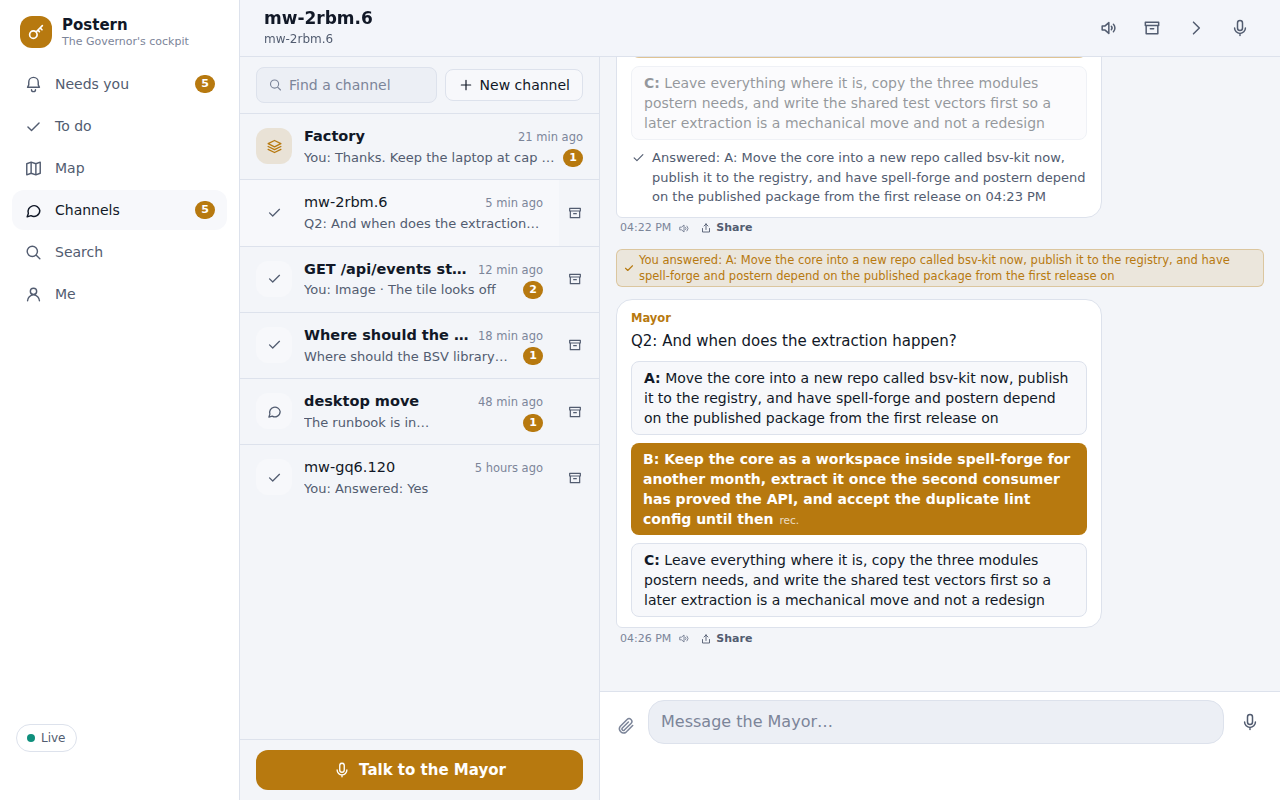 Postern
The Governor's cockpit
Needs you 5
To do
Map
Channels 5
Search
Me
Live
mw-2rbm.6
mw-2rbm.6
Find a channel
New channel
Factory 21 min ago
You: Thanks. Keep the laptop at cap … 1
mw-2rbm.6 5 min ago
Q2: And when does the extraction…
GET /api/events st… 12 min ago
You: Image · The tile looks off 2
Where should the … 18 min ago
Where should the BSV library… 1
desktop move 48 min ago
The runbook is in… 1
mw-gq6.120 5 hours ago
You: Answered: Yes
Talk to the Mayor
C: Leave everything where it is, copy the three modules
postern needs, and write the shared test vectors first so a
later extraction is a mechanical move and not a redesign
Answered: A: Move the core into a new repo called bsv-kit now,
publish it to the registry, and have spell-forge and postern depend
on the published package from the first release on 04:23 PM
04:22 PM Share
You answered: A: Move the core into a new repo called bsv-kit now, publish it to the registry, and have
spell-forge and postern depend on the published package from the first release on
Mayor
Q2: And when does the extraction happen?
A: Move the core into a new repo called bsv-kit now, publish
it to the registry, and have spell-forge and postern depend
on the published package from the first release on
B: Keep the core as a workspace inside spell-forge for
another month, extract it once the second consumer
has proved the API, and accept the duplicate lint
config until then rec.
C: Leave everything where it is, copy the three modules
postern needs, and write the shared test vectors first so a
later extraction is a mechanical move and not a redesign
04:26 PM Share
Message the Mayor…